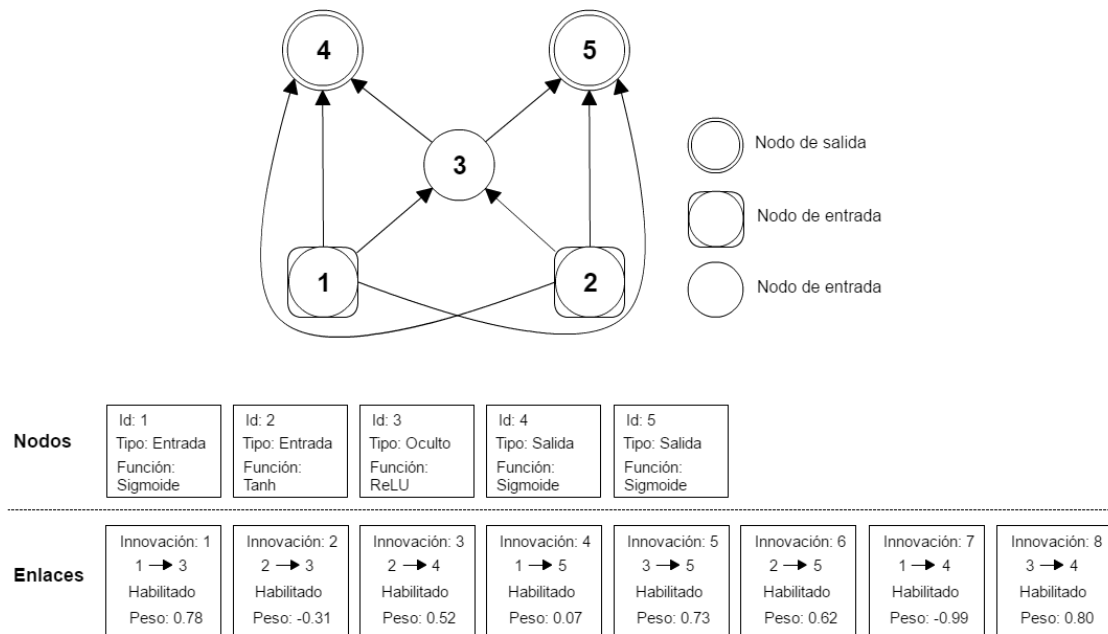 4
5
3
1
2
Nodo de salida
Nodo de entrada
Nodo de entrada
Nodos
Id: 1
Tipo: Entrada
Función:
Sigmoide
Id: 2
Tipo: Entrada
Función:
Tanh
Id: 3
Tipo: Oculto
Función:
ReLU
Id: 4
Tipo: Salida
Función:
Sigmoide
Id: 5
Tipo: Salida
Función:
Sigmoide
Enlaces
Innovación: 1
1 → 3
Habilitado
Peso: 0.78
Innovación: 2
2 → 3
Habilitado
Peso: -0.31
Innovación: 3
2 → 4
Habilitado
Peso: 0.52
Innovación: 4
1 → 5
Habilitado
Peso: 0.07
Innovación: 5
3 → 5
Habilitado
Peso: 0.73
Innovación: 6
2 → 5
Habilitado
Peso: 0.62
Innovación: 7
1 → 4
Habilitado
Peso: -0.99
Innovación: 8
3 → 4
Habilitado
Peso: 0.80